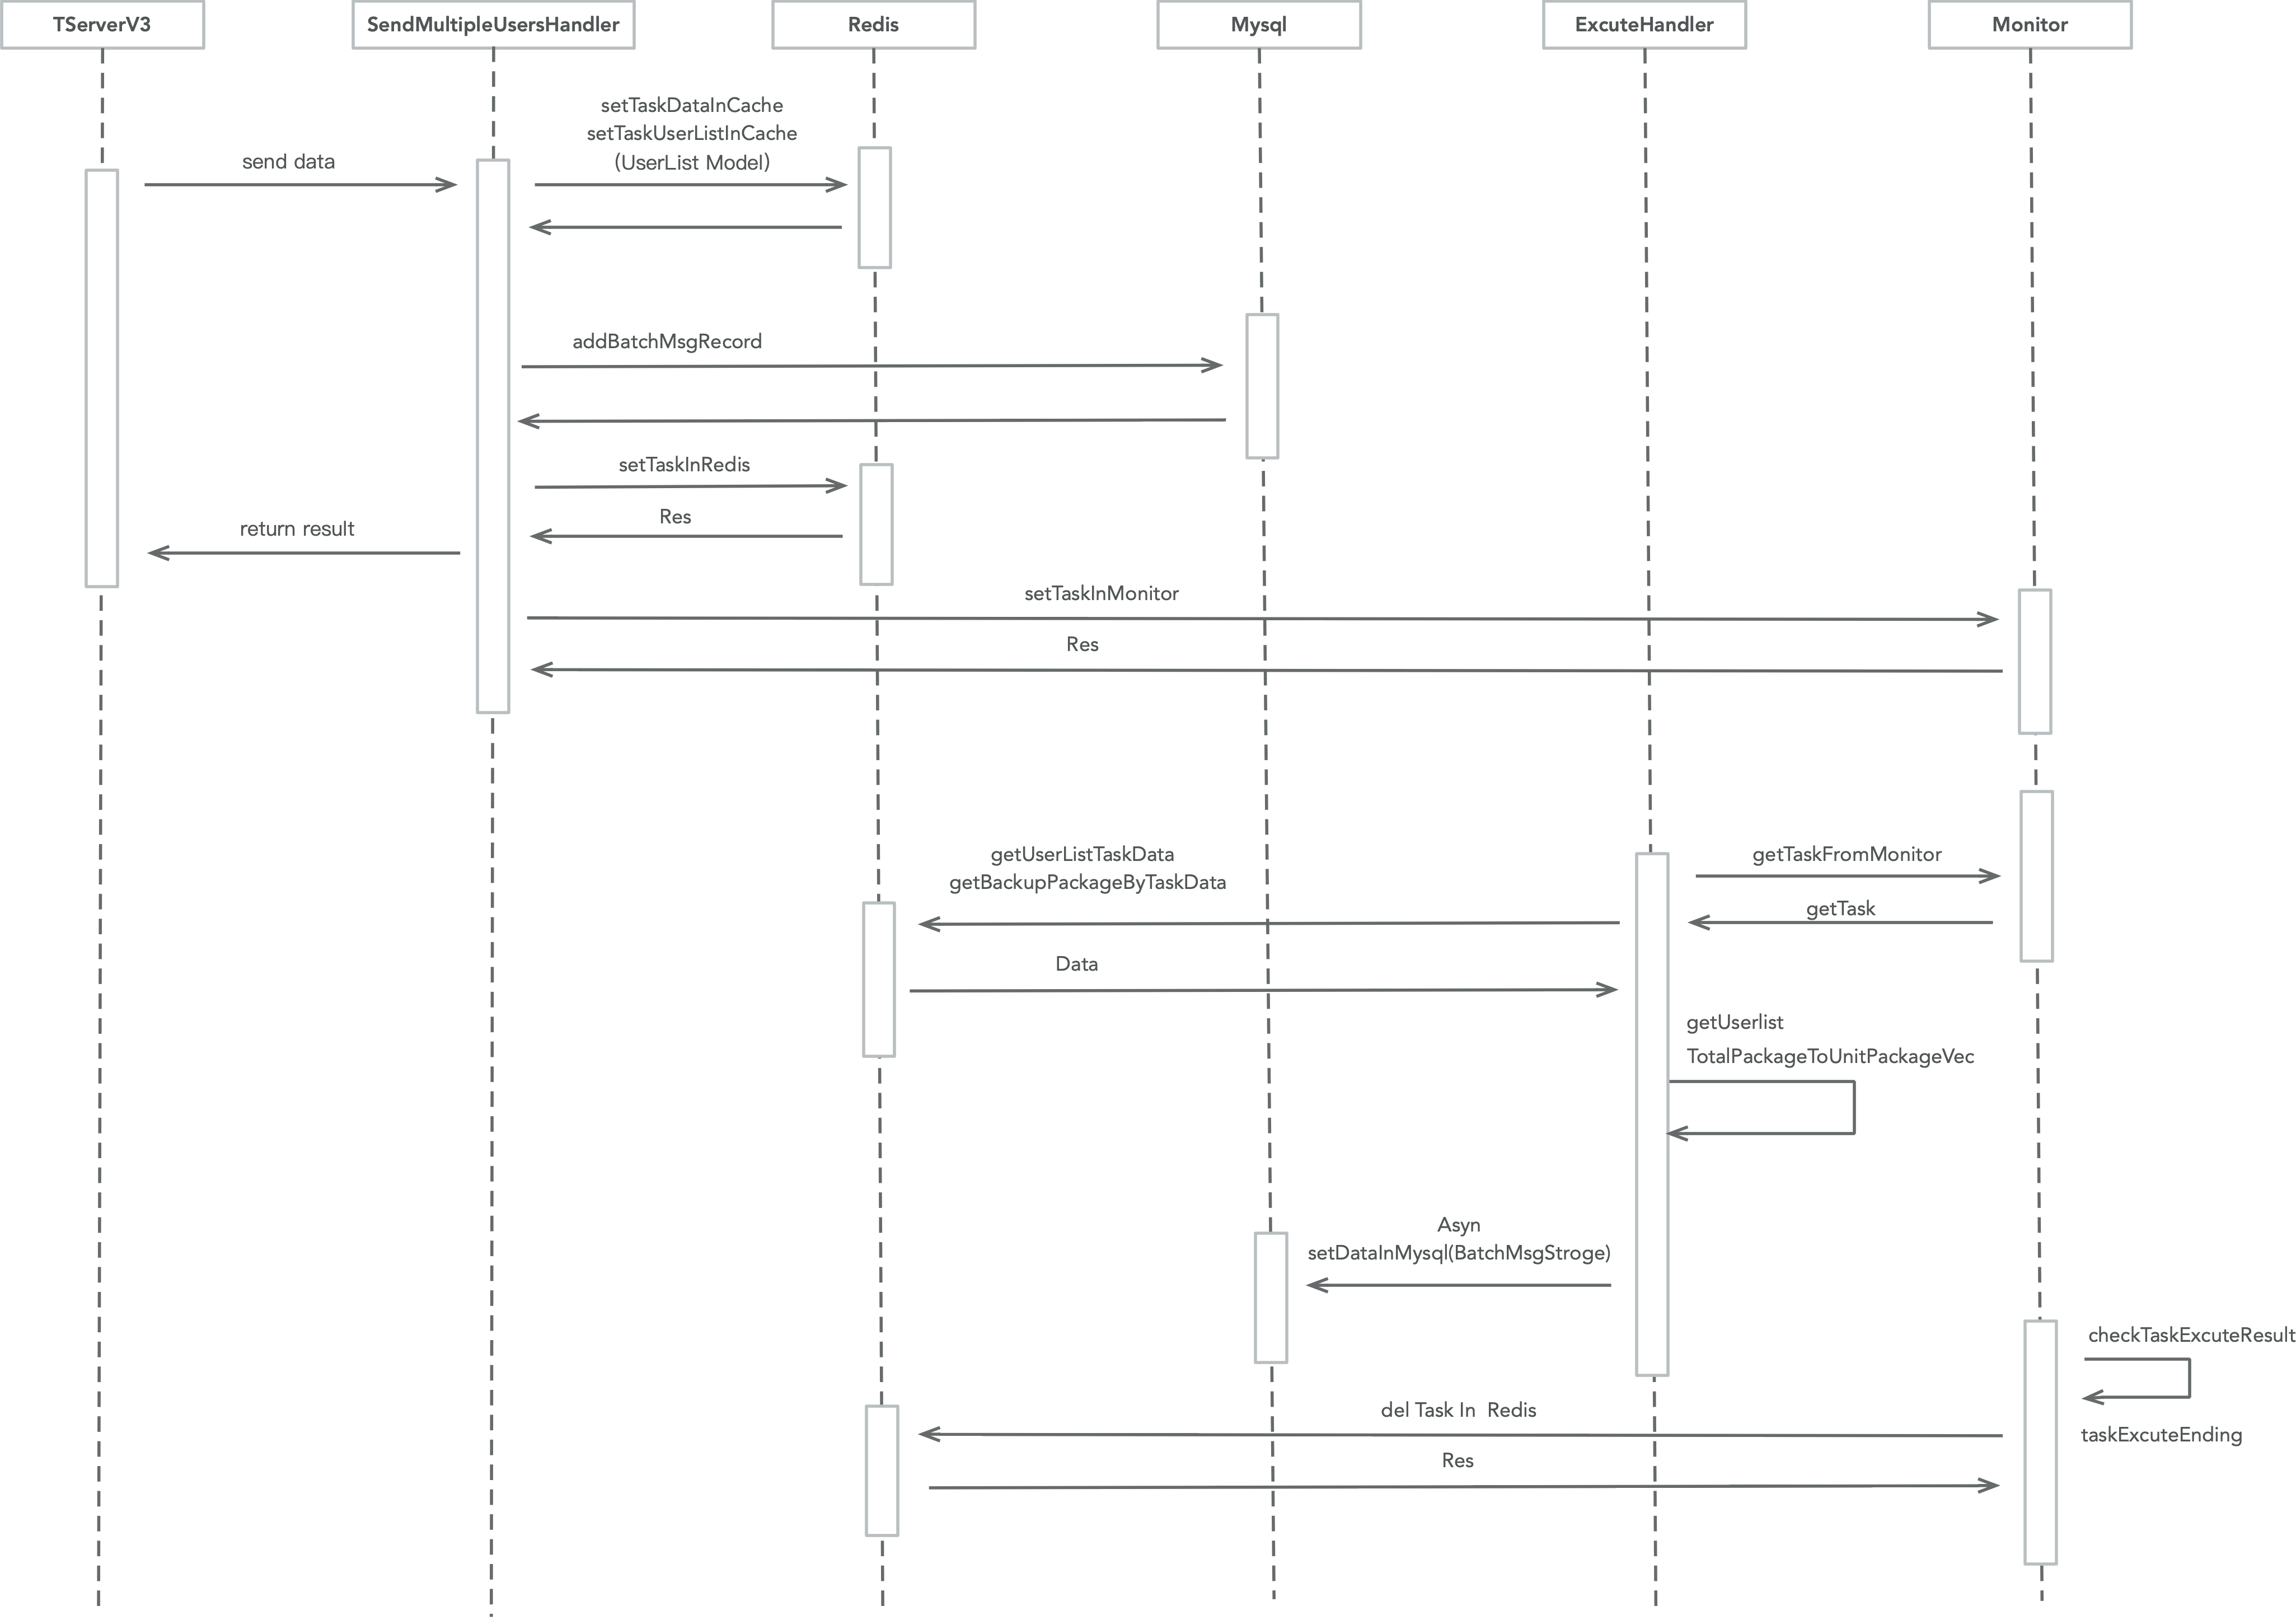 TServerV3
SendMultipleUsersHandler
Redis
Mysql
ExcuteHandler
Monitor
setTaskDataInCache
setTaskUserListInCache
(UserList Model)
send data
addBatchMsgRecord
setTaskInRedis
Res
return result
setTaskInMonitor
Res
getUserListTaskData
getBackupPackageByTaskData
getTaskFromMonitor
getTask
Data
getUserlist
TotalPackageToUnitPackageVec
Asyn
setDataInMysql(BatchMsgStroge)
checkTaskExcuteResult
del Task In  Redis
taskExcuteEnding
Res